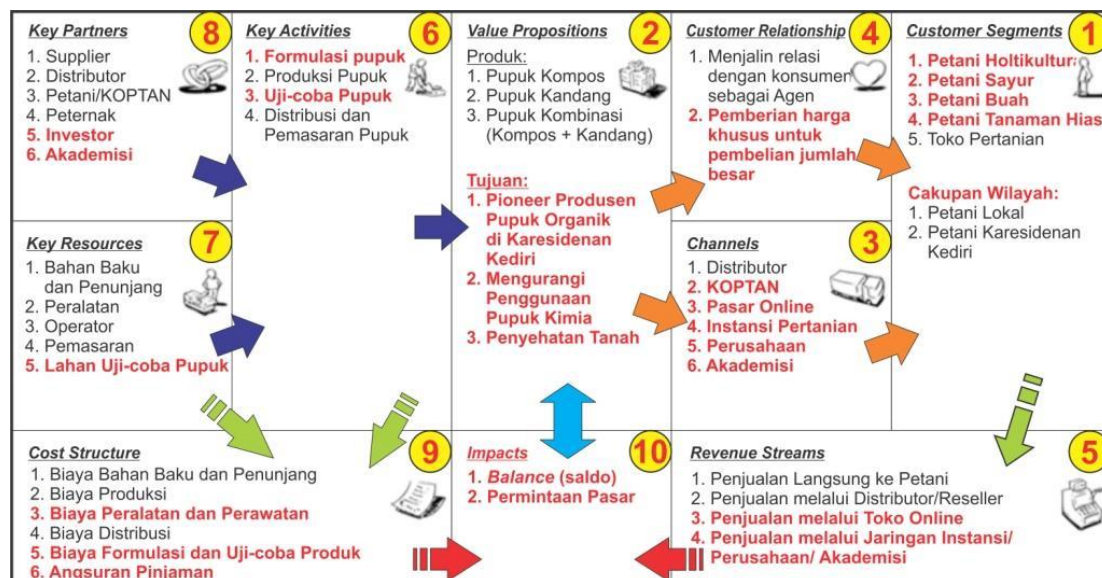 Key Partners
8
1. Supplier
2. Distributor
3. Petani/KOPTAN
4. Peternak
5. Investor
6. Akademisi
Key Resources
7
1. Bahan Baku
dan Penunjang
2. Peralatan
3. Operator
4. Pemasaran
5. Lahan Uji-coba Pupuk
Key Activities
6
1. Formulasi pupuk
2. Produksi Pupuk
3. Uji-coba Pupuk
4. Distribusi dan
Pemasaran Pupuk
Value Propositions
2
Produk:
1. Pupuk Kompos
2. Pupuk Kandang
3. Pupuk Kombinasi
(Kompos + Kandang)
Tujuan:
1. Pioneer Produsen
Pupuk Organik
di Karesidenan
Kediri
2. Mengurangi
Penggunaan
Pupuk Kimia
3. Penyehatan Tanah
Customer Relationship
4
1. Menjalin relasi
dengan konsumen
sebagai Agen
2. Pemberian harga
khusus untuk
pembelian jumlah
besar
Channels
3
1. Distributor
2. KOPTAN
3. Pasar Online
4. Instansi Pertanian
5. Perusahaan
6. Akademisi
Customer Segments
1
1. Petani Holtikultura
2. Petani Sayur
3. Petani Buah
4. Petani Tanaman Hias
5. Toko Pertanian
Cakupan Wilayah:
1. Petani Lokal
2. Petani Karesidenan
Kediri
Cost Structure
9
1. Biaya Bahan Baku dan Penunjang
2. Biaya Produksi
3. Biaya Peralatan dan Perawatan
4. Biaya Distribusi
5. Biaya Formulasi dan Uji-coba Produk
6. Angsuran Pinjaman
Impacts
10
1. Balance (saldo)
2. Permintaan Pasar
Revenue Streams
5
1. Penjualan Langsung ke Petani
2. Penjualan melalui Distributor/Reseller
3. Penjualan melalui Toko Online
4. Penjualan melalui Jaringan Instansi/
Perusahaan/ Akademisi